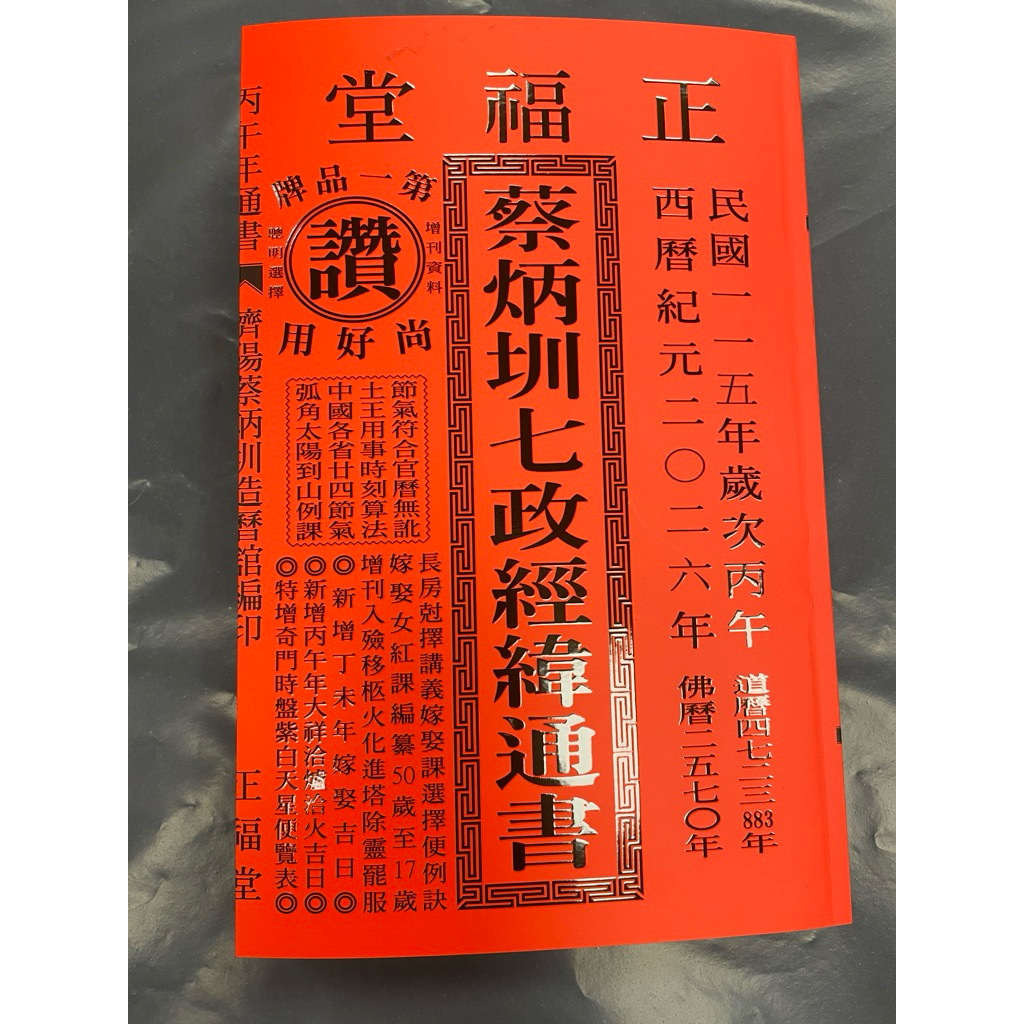 正福堂
民國一一五年歲次丙午
道曆四七二三883年
西曆紀元二〇二六年
佛曆二五七〇年
蔡炳圳七政經緯通書
第一品牌
增刊資料
讚
聰明選擇
尚好用
節氣符合官曆無訛
土王用事時刻算法
中國各省廿四節氣
弧角太陽到山例課
長房剋擇講義嫁娶課選擇便例訣
嫁娶女紅課編纂50歲至17歲
增刊入殮移柩火化進塔除靈罷服
◎新增丁未年嫁娶吉日◎
◎新增丙午年大祥治爐治火吉日◎
◎特增奇門時盤紫白天星便覽表◎
丙午年通書
濟陽蔡炳圳造曆舘編印
正福堂